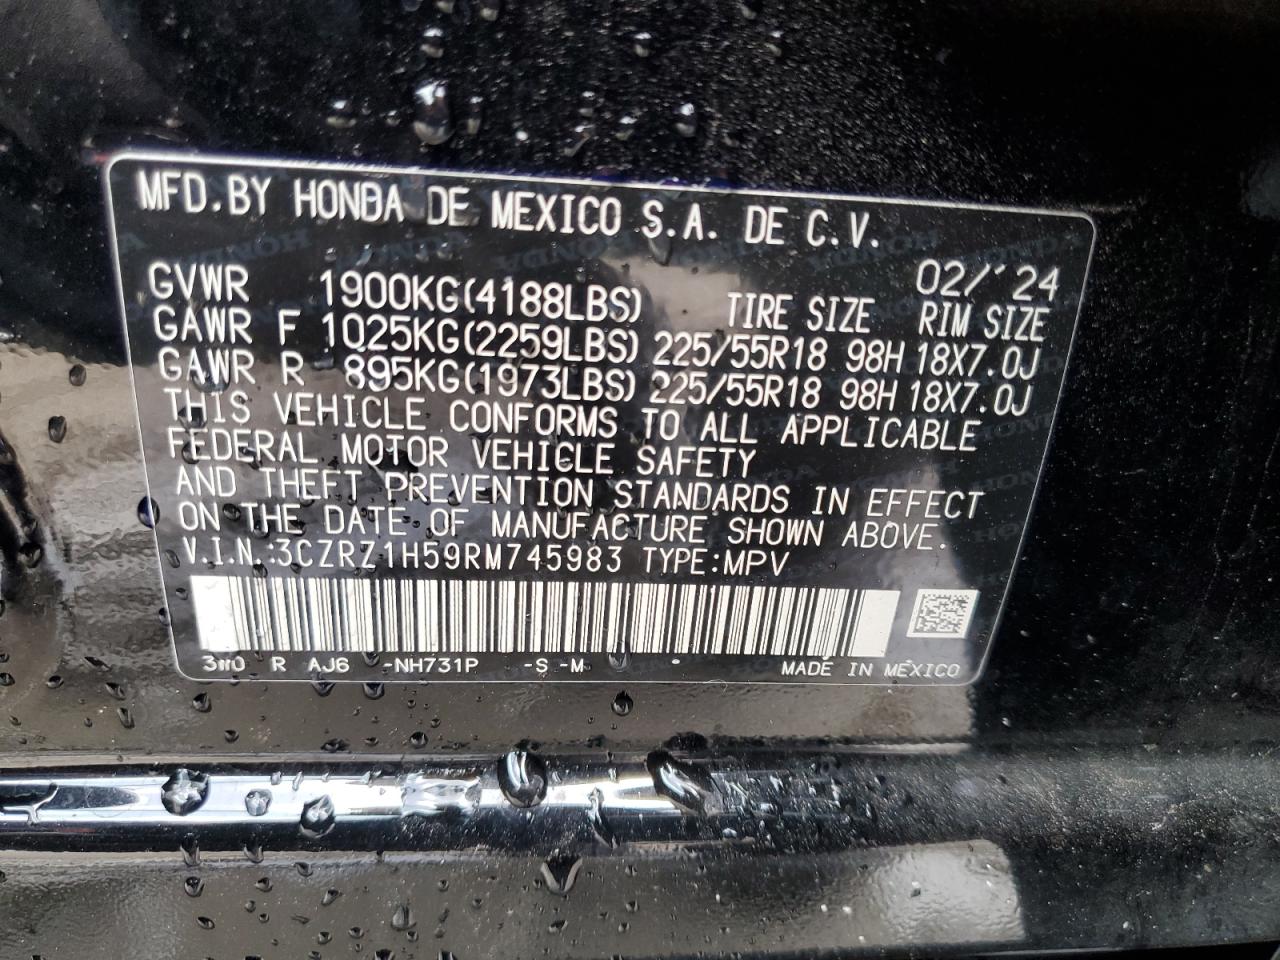 MFD.BY HONDA DE MEXICO S.A. DE C.V.
02/'24
GVWR 1900KG(4188LBS) TIRE SIZE RIM SIZE
GAWR F 1025KG(2259LBS) 225/55R18 98H 18X7.0J
GAWR R 895KG(1973LBS) 225/55R18 98H 18X7.0J
THIS VEHICLE CONFORMS TO ALL APPLICABLE
FEDERAL MOTOR VEHICLE SAFETY
AND THEFT PREVENTION STANDARDS IN EFFECT
ON THE DATE OF MANUFACTURE SHOWN ABOVE.
V.I.N.:3CZRZ1H59RM745983 TYPE:MPV
R AJ6 -NH731P -S -M MADE IN MEXICO